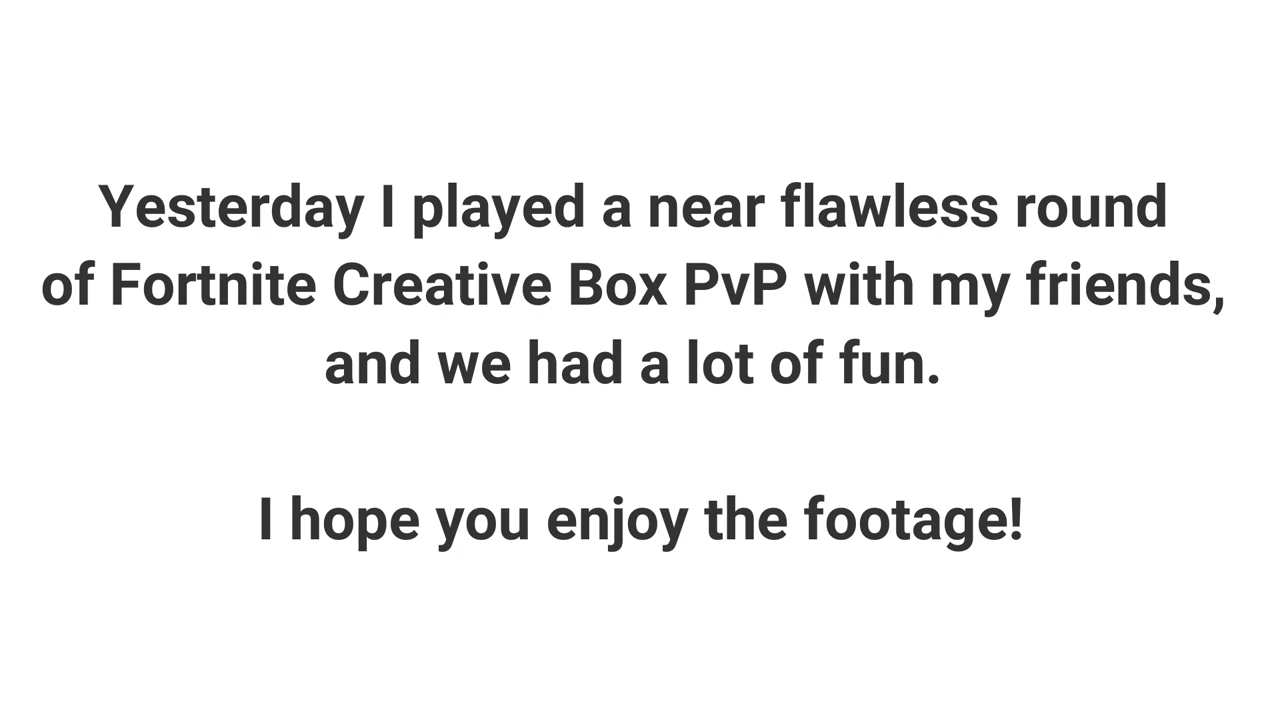 Yesterday I played a near flawless round
of Fortnite Creative Box PvP with my friends,
and we had a lot of fun.
I hope you enjoy the footage!